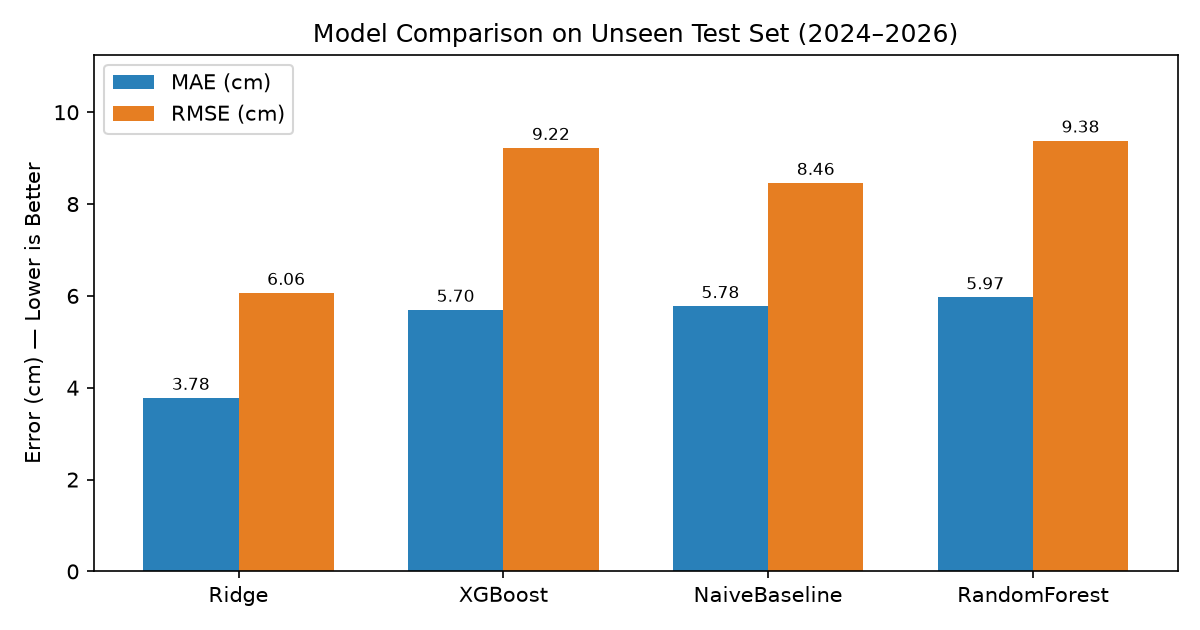 Model Comparison on Unseen Test Set (2024–2026)
MAE (cm)
RMSE (cm)
Error (cm) — Lower is Better
10
8
6
4
2
0
3.78
6.06
5.70
9.22
5.78
8.46
5.97
9.38
Ridge
XGBoost
NaiveBaseline
RandomForest